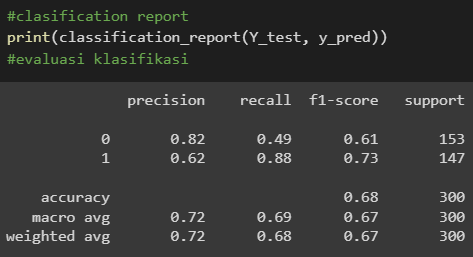 #clasification report
print(classification_report(Y_test, y_pred))
#evaluasi klasifikasi
precision recall f1-score support
0 0.82 0.49 0.61 153
1 0.62 0.88 0.73 147
accuracy 0.68 300
macro avg 0.72 0.69 0.67 300
weighted avg 0.72 0.68 0.67 300